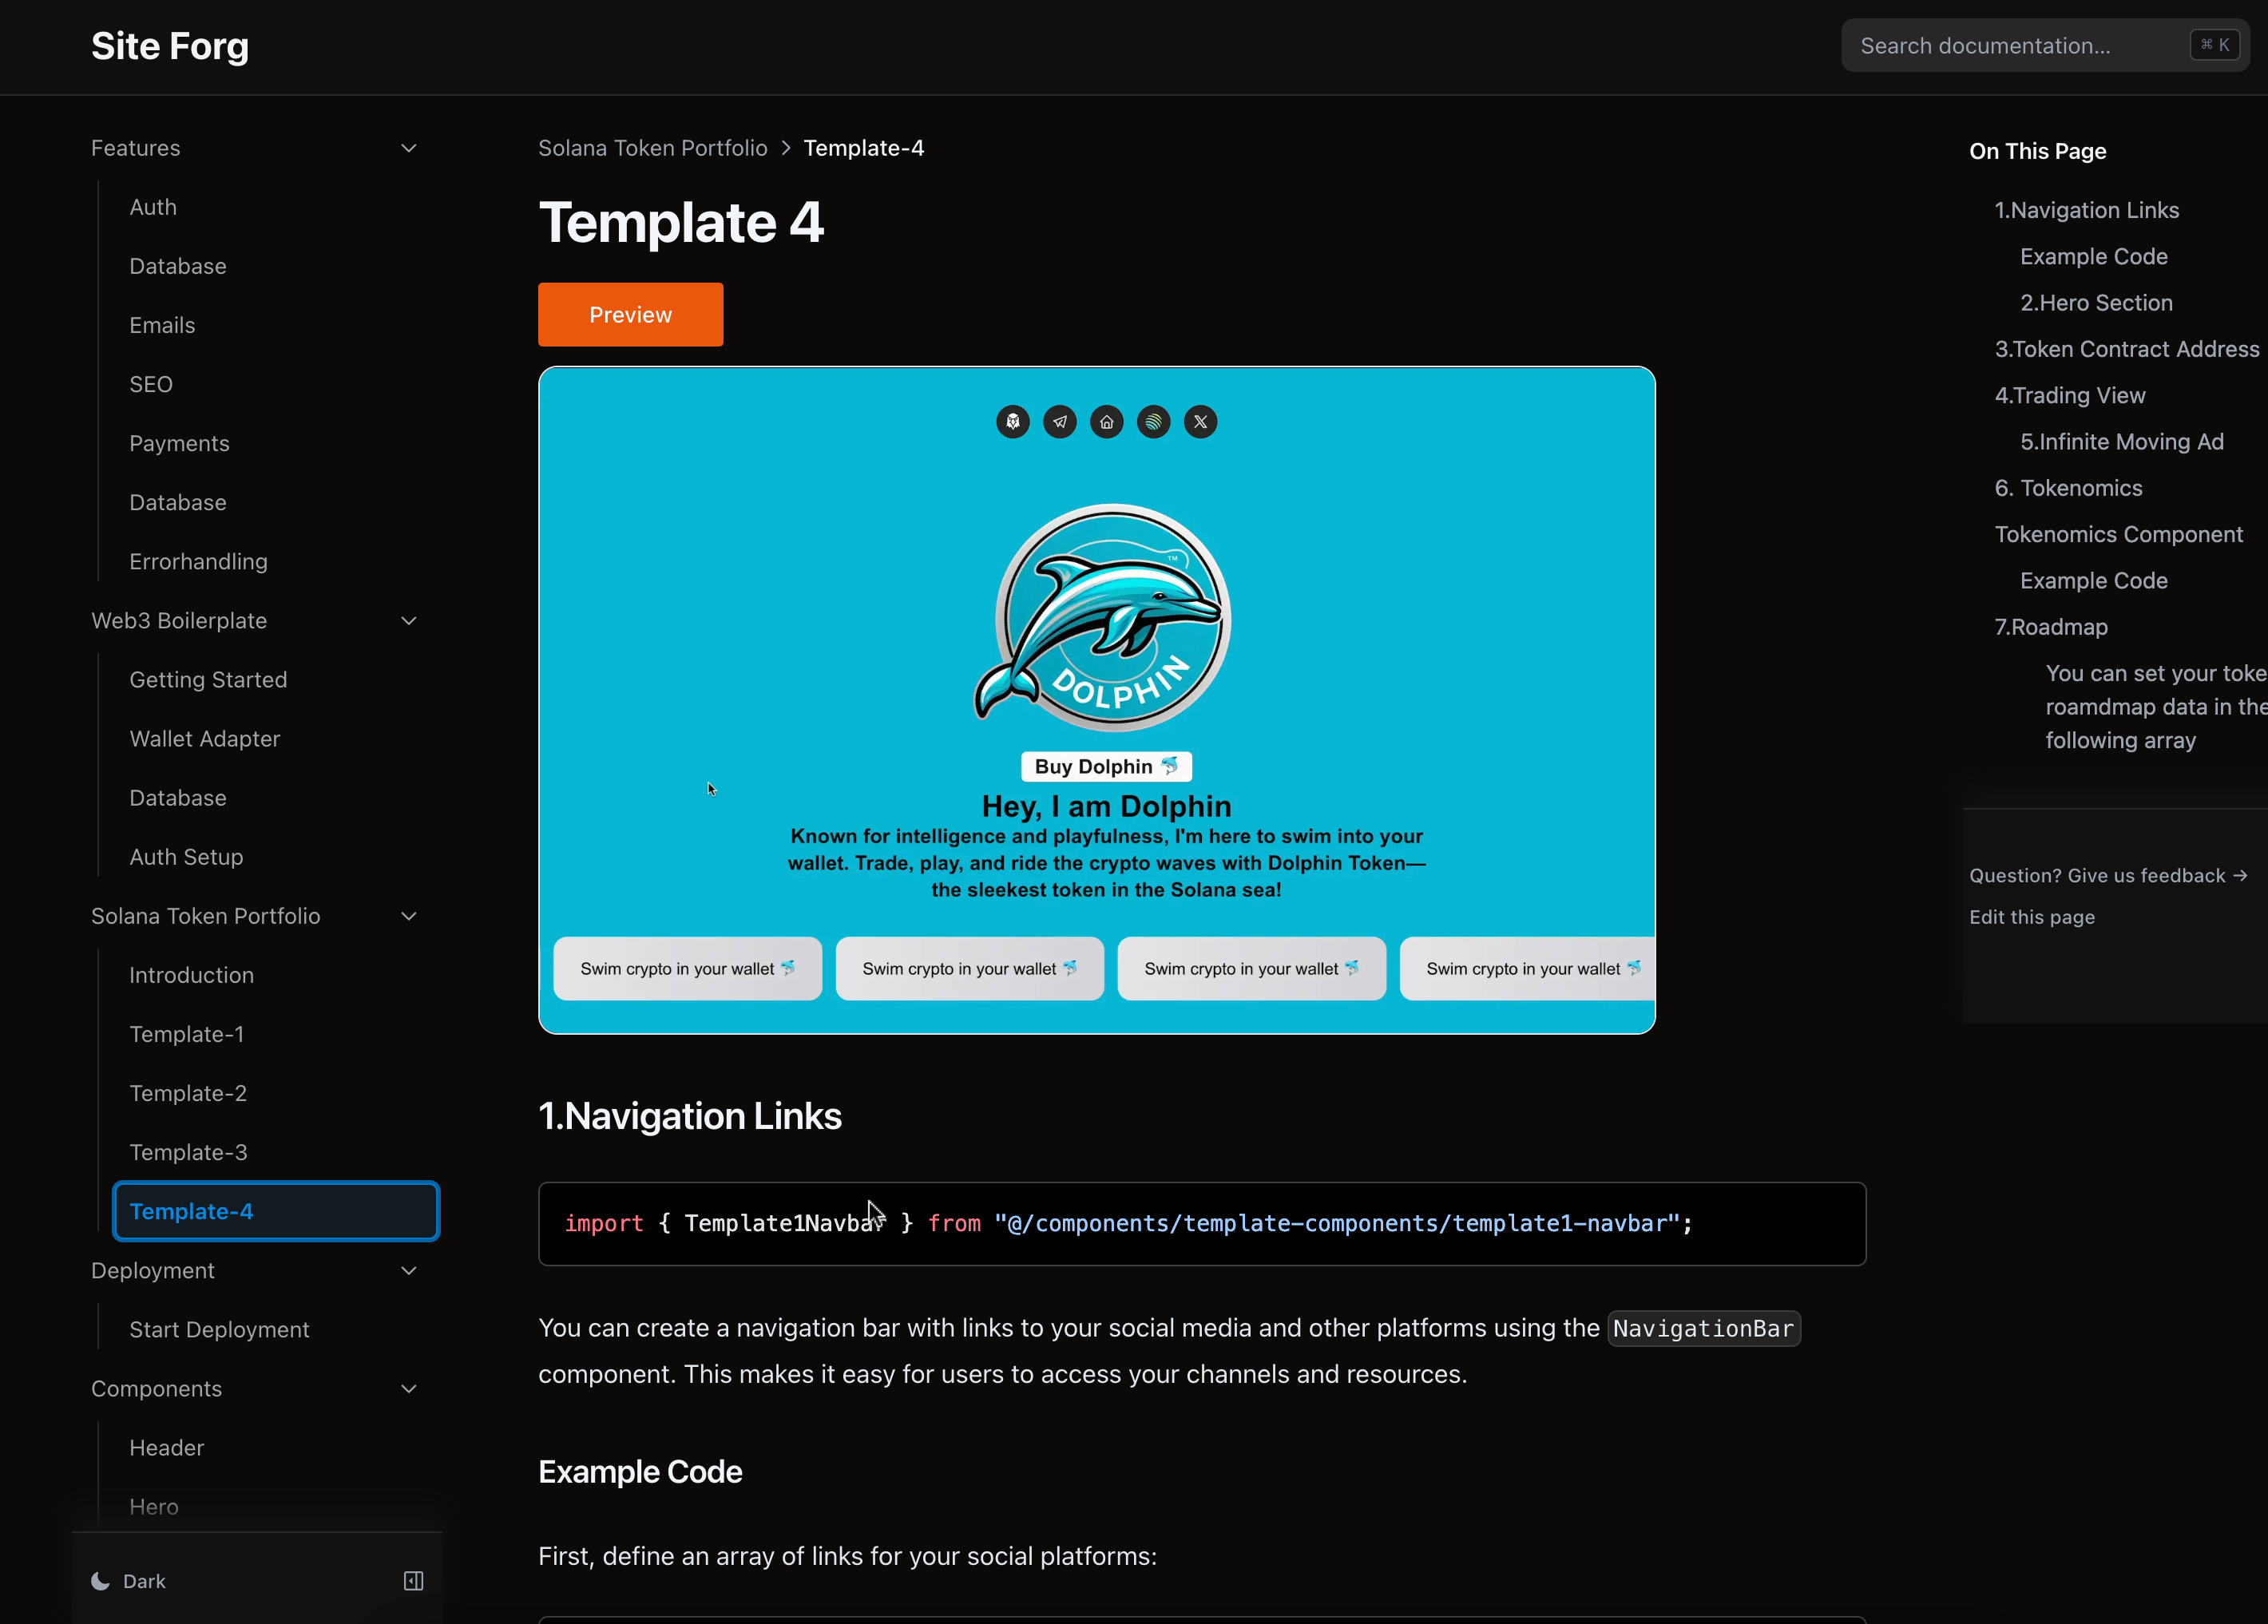 Site Forg
Search documentation...
⌘ K
Features
Auth
Database
Emails
SEO
Payments
Database
Errorhandling
Web3 Boilerplate
Getting Started
Wallet Adapter
Database
Auth Setup
Solana Token Portfolio
Introduction
Template-1
Template-2
Template-3
Template-4
Deployment
Start Deployment
Components
Header
Hero
Dark
Solana Token Portfolio > Template-4
Template 4
Preview
TM
DOLPHIN
Buy Dolphin 🐬
Hey, I am Dolphin
Known for intelligence and playfulness, I'm here to swim into your
wallet. Trade, play, and ride the crypto waves with Dolphin Token—
the sleekest token in the Solana sea!
Swim crypto in your wallet 🐬
Swim crypto in your wallet 🐬
Swim crypto in your wallet 🐬
Swim crypto in your wallet 🐬
1.Navigation Links
import { Template1Navbar } from "@/components/template-components/template1-navbar";
You can create a navigation bar with links to your social media and other platforms using the NavigationBar
component. This makes it easy for users to access your channels and resources.
Example Code
First, define an array of links for your social platforms:
On This Page
1.Navigation Links
Example Code
2.Hero Section
3.Token Contract Address
4.Trading View
5.Infinite Moving Ad
6. Tokenomics
Tokenomics Component
Example Code
7.Roadmap
You can set your toke
roamdmap data in the
following array
Question? Give us feedback →
Edit this page